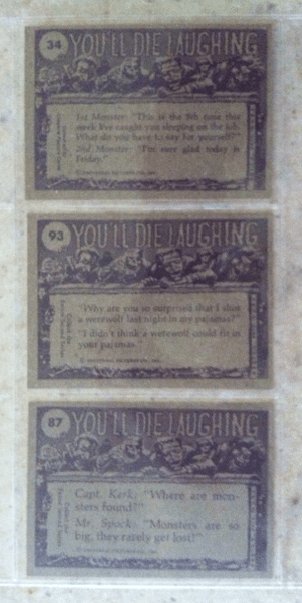 34
YOU'LL DIE LAUGHING
1st Monster: "This is the 5th time this
week I've caught you sleeping on the job.
What do you have to say for yourself?"
2nd Monster: "I'm sure glad today is
Friday."
93
YOU'LL DIE LAUGHING
"Why are you so surprised that I shot
a werewolf last night in my pajamas?"
"I didn't think a werewolf could fit in
your pajamas."
87
YOU'LL DIE LAUGHING
Capt. Kerk: "Where are mon-
sters found?"
Mr. Spock: "Monsters are so
big, they rarely get lost!"